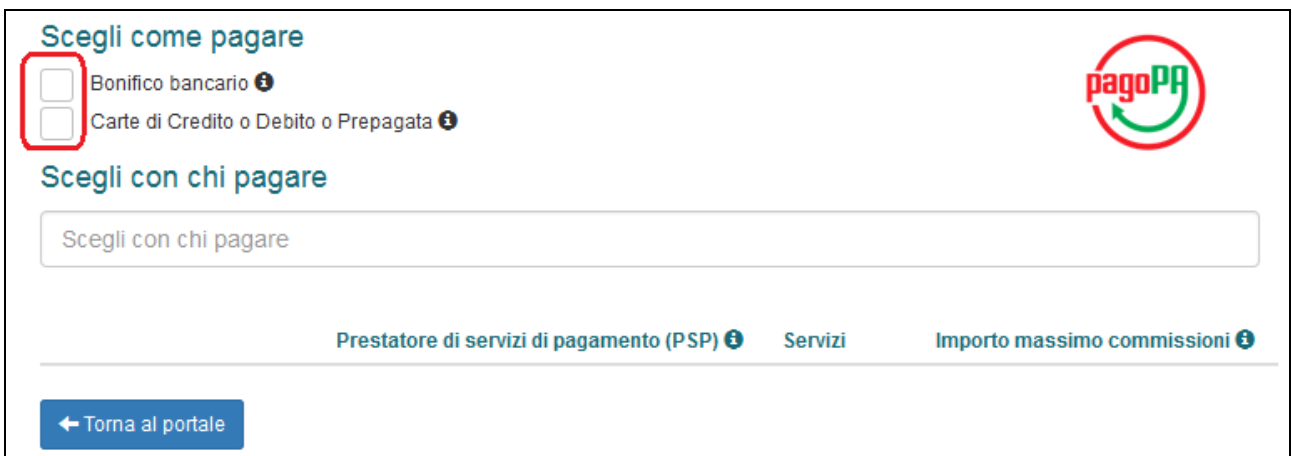 Scegli come pagare
Bonifico bancario
Carte di Credito o Debito o Prepagata
pagoPA
Scegli con chi pagare
Scegli con chi pagare
Prestatore di servizi di pagamento (PSP) Servizi Importo massimo commissioni
Torna al portale